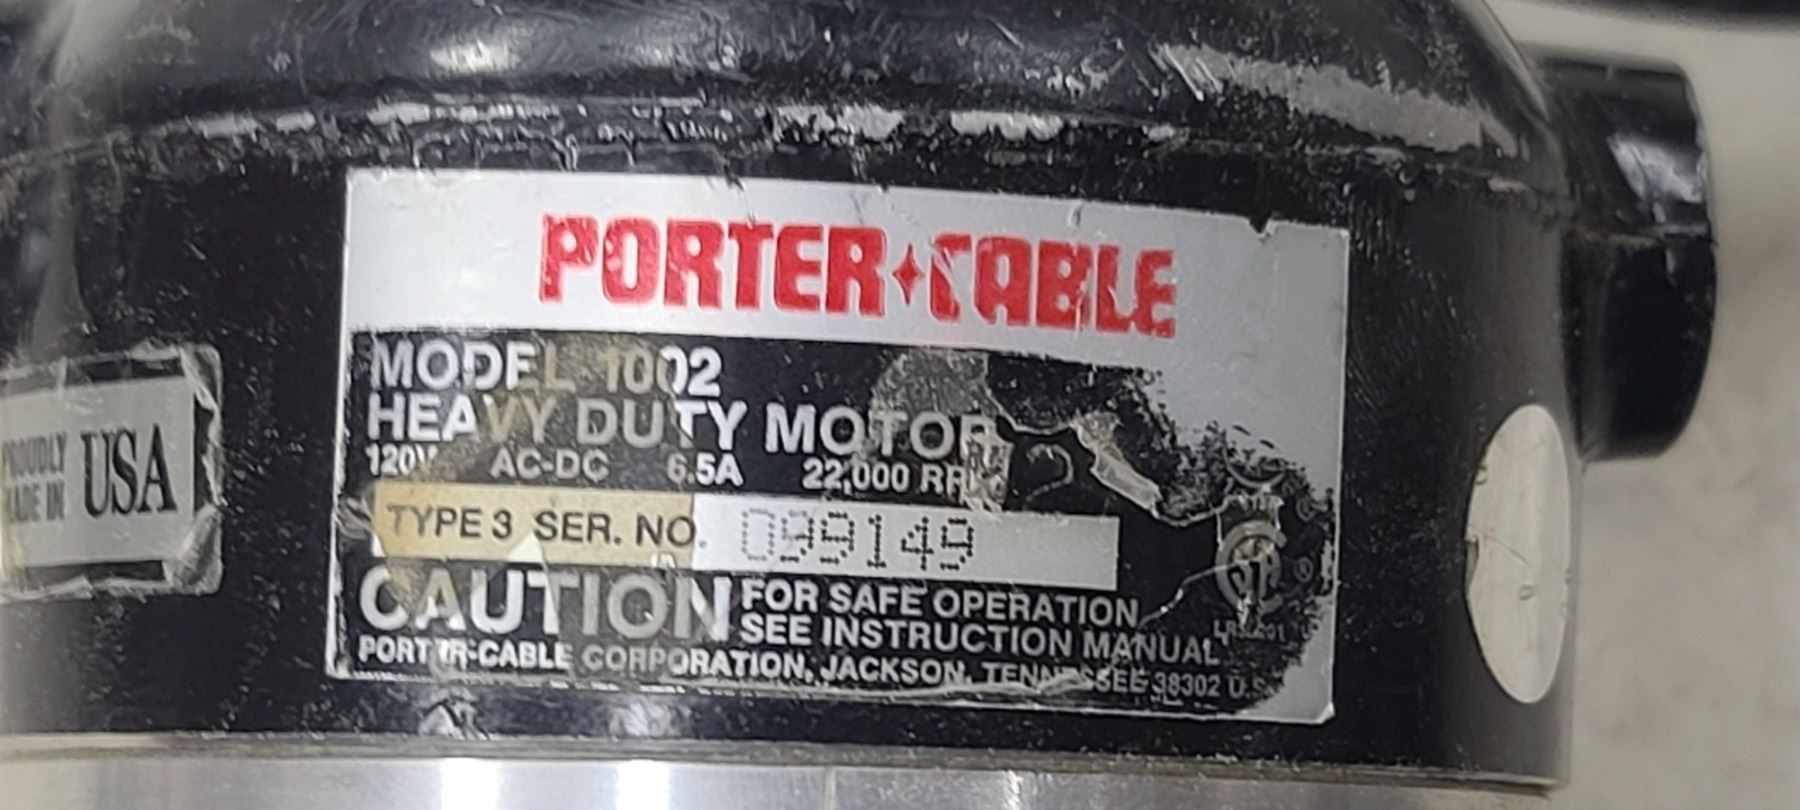 PORTER✦CABLE
MODEL 1002
HEAVY DUTY MOTOR
120V AC-DC 6.5A 22,000 RPM
TYPE 3 SER. NO. 099149
CAUTION FOR SAFE OPERATION
SEE INSTRUCTION MANUAL
PORTER-CABLE CORPORATION, JACKSON, TENNESSEE 38302 U.S.
PROUDLY
MADE IN USA